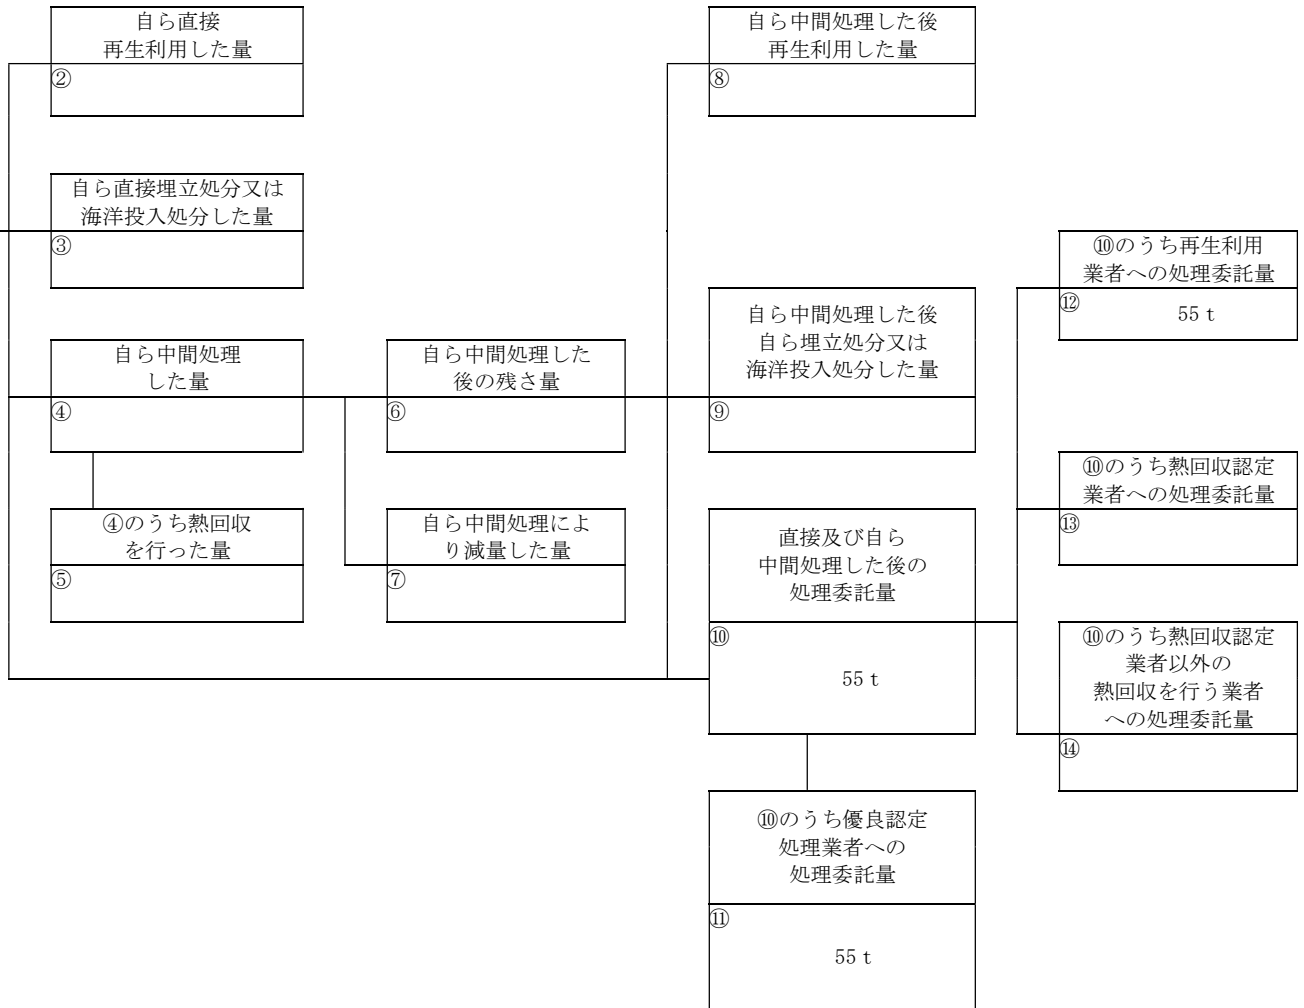 自ら直接
再生利用した量
②
自ら中間処理した後
再生利用した量
⑧
自ら直接埋立処分又は
海洋投入処分した量
③
⑩のうち再生利用
業者への処理委託量
⑫
55 t
自ら中間処理した後
自ら埋立処分又は
海洋投入処分した量
⑨
自ら中間処理
した量
④
自ら中間処理した
後の残さ量
⑥
⑩のうち熱回収認定
業者への処理委託量
⑬
④のうち熱回収
を行った量
⑤
自ら中間処理によ
り減量した量
⑦
直接及び自ら
中間処理した後の
処理委託量
⑩
55 t
⑩のうち熱回収認定
業者以外の
熱回収を行う業者
への処理委託量
⑭
⑩のうち優良認定
処理業者への
処理委託量
⑪
55 t